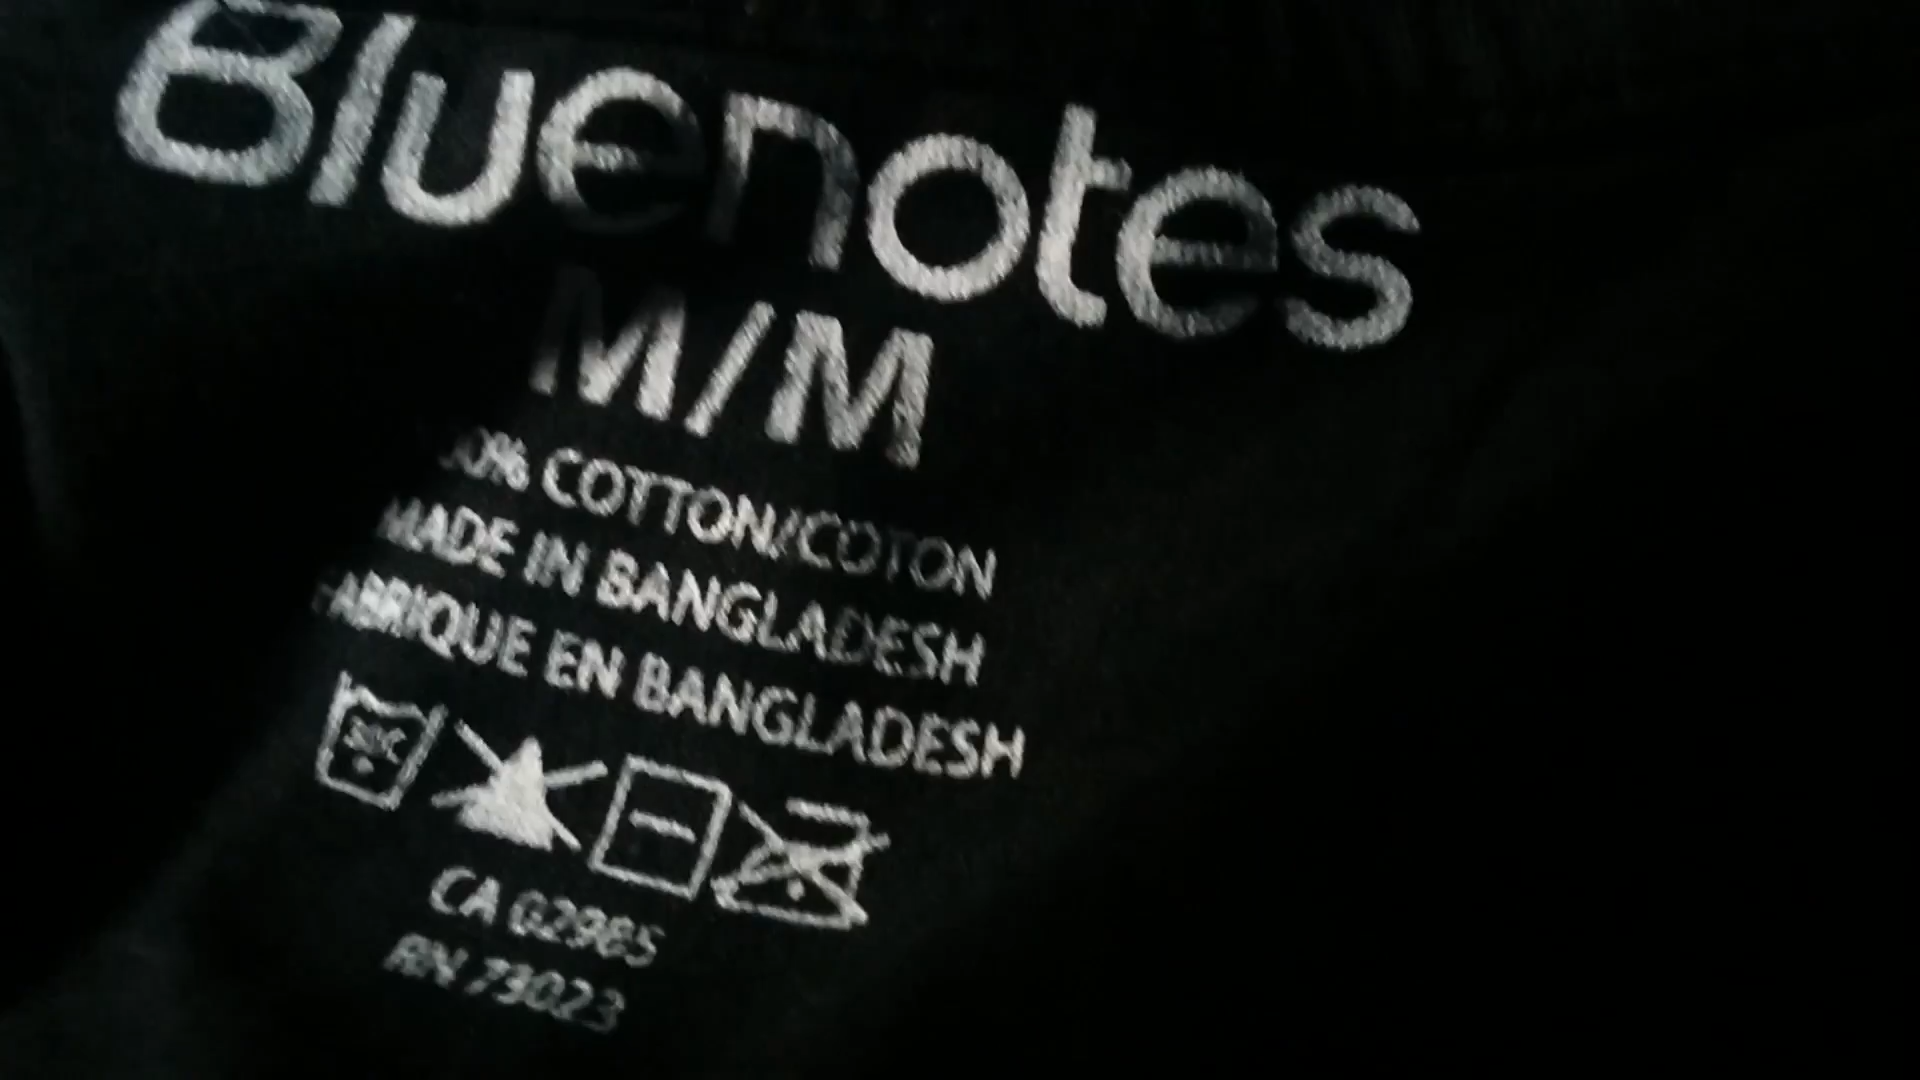 Bluenotes
M/M
COTTON/COTON
MADE IN BANGLADESH
FABRIQUE EN BANGLADESH
CA 02985
RN 73023